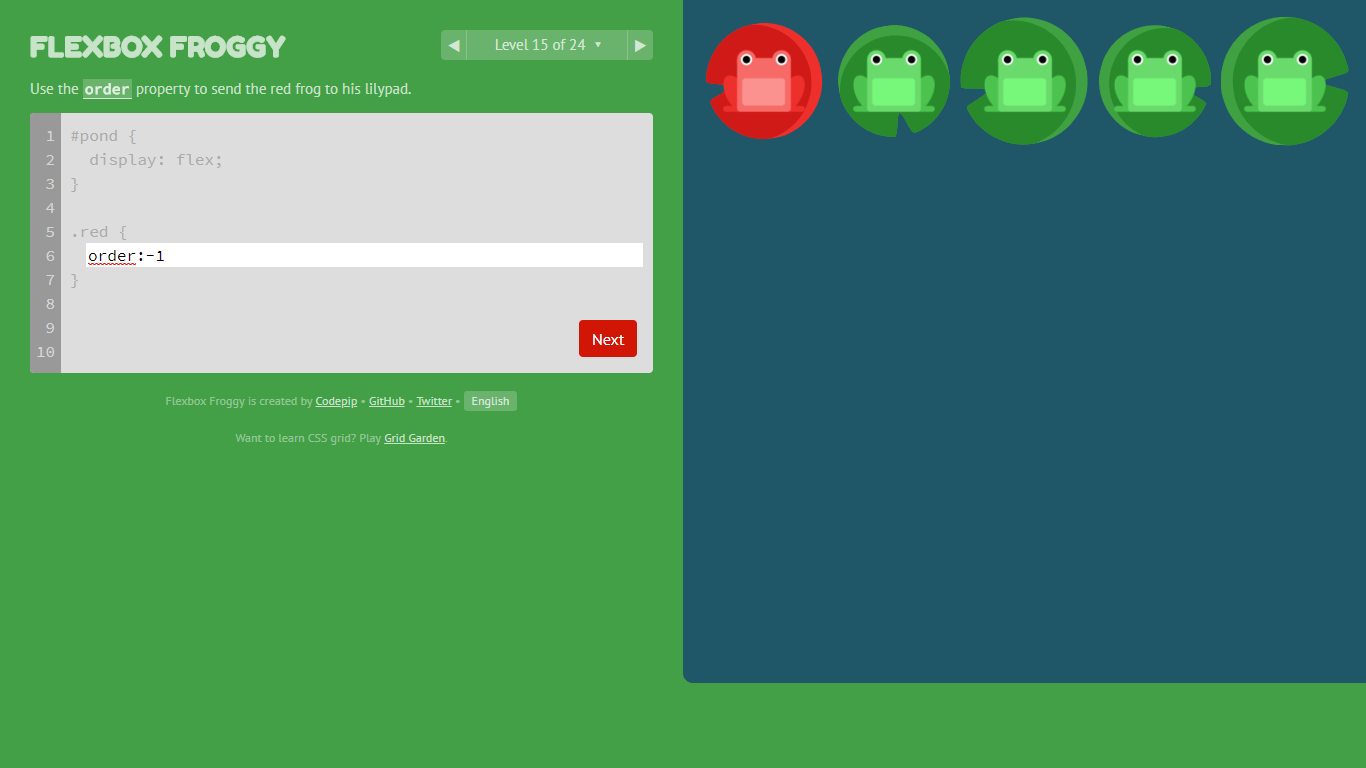 FLEXBOX FROGGY
◀ Level 15 of 24 ▼ ▶
Use the order property to send the red frog to his lilypad.
1 #pond {
2 display: flex;
3 }
4
5 .red {
6 order:-1
7 }
8
9
10
Next
Flexbox Froggy is created by Codepip • GitHub • Twitter • English
Want to learn CSS grid? Play Grid Garden.